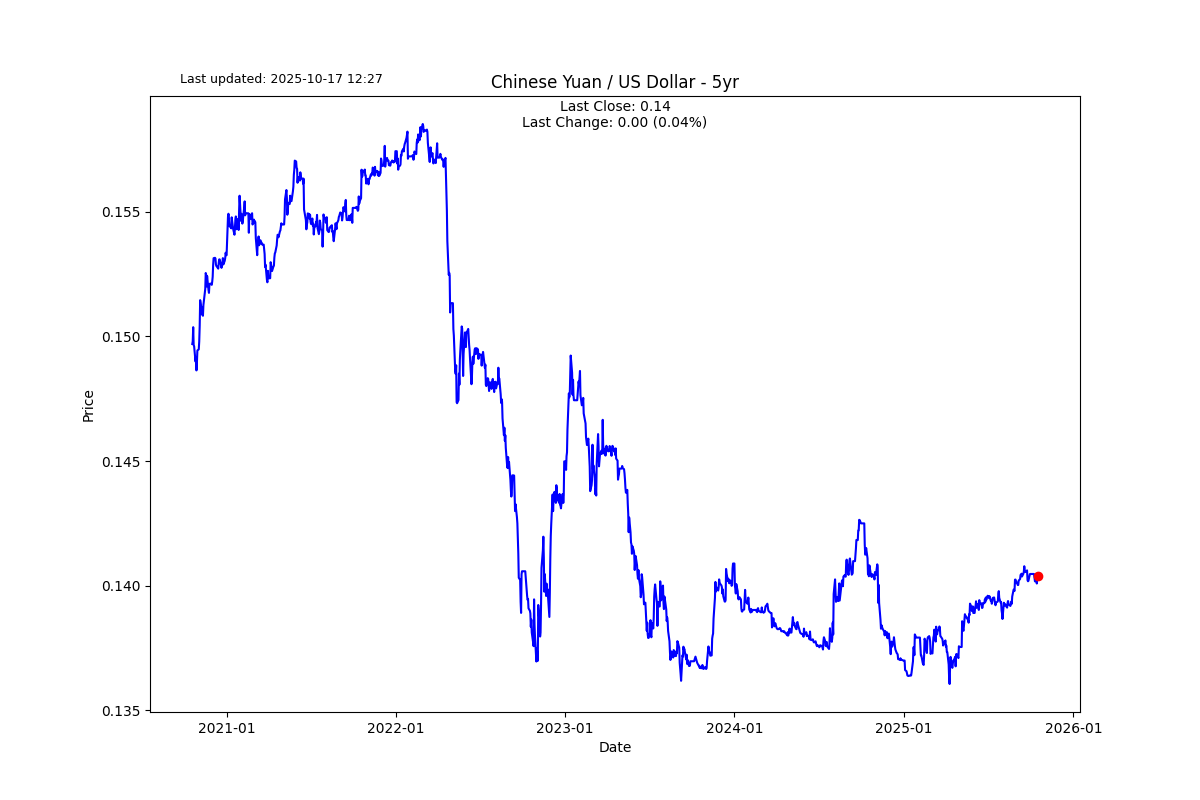 Last updated: 2025-10-17 12:27
Chinese Yuan / US Dollar - 5yr
Last Close: 0.14
Last Change: 0.00 (0.04%)
Price
0.155
0.150
0.145
0.140
0.135
2021-01 2022-01 2023-01 2024-01 2025-01 2026-01
Date